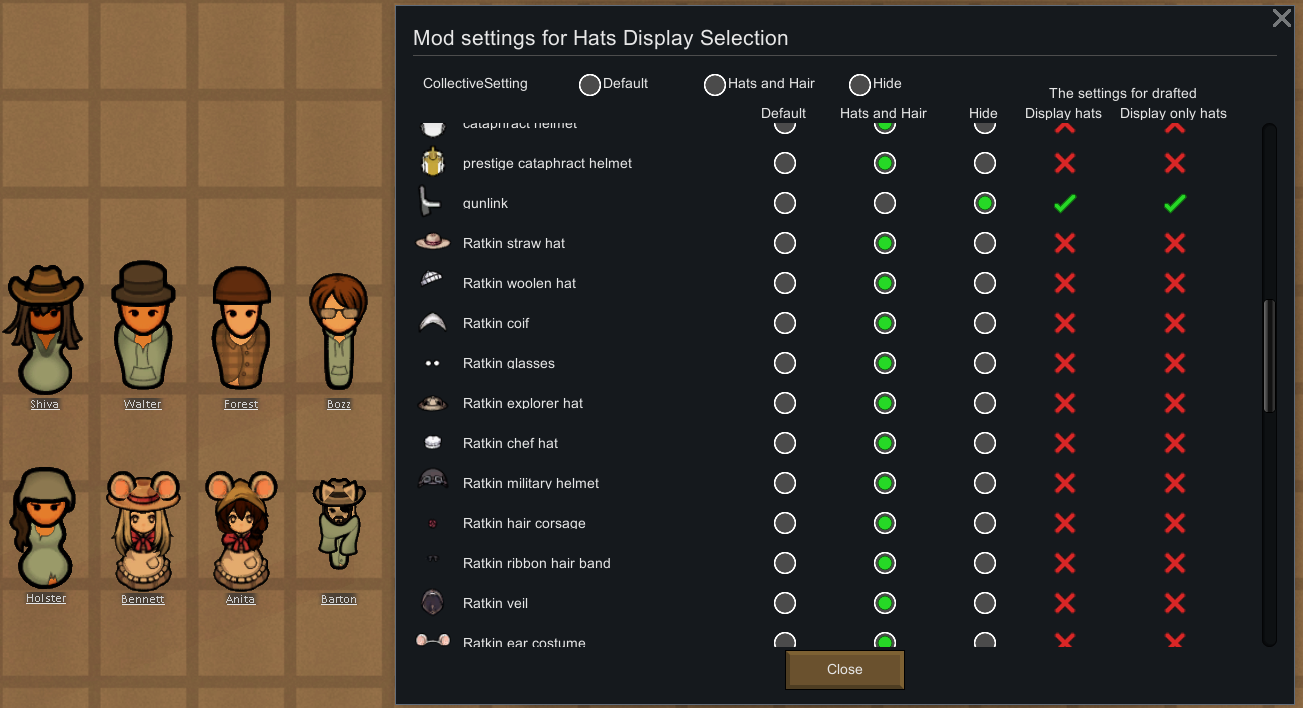 Mod settings for Hats Display Selection
CollectiveSetting Default Hats and Hair Hide
The settings for drafted
Default Hats and Hair Hide Display hats Display only hats
cataphract helmet
prestige cataphract helmet
gunlink
Ratkin straw hat
Ratkin woolen hat
Ratkin coif
Ratkin glasses
Ratkin explorer hat
Ratkin chef hat
Ratkin military helmet
Ratkin hair corsage
Ratkin ribbon hair band
Ratkin veil
Ratkin ear costume
Close
Shiva Walter Forest Bozz
Holster Bennett Anita Barton